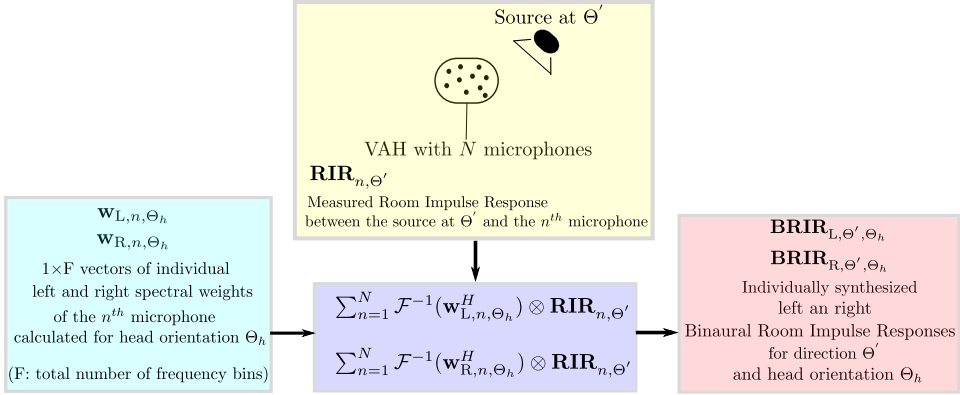 Source at Θ′
VAH with N microphones
RIR_{n,Θ′}
Measured Room Impulse Response
between the source at Θ′ and the n^{th} microphone
w_{L,n,Θ_h}
w_{R,n,Θ_h}
1×F vectors of individual
left and right spectral weights
of the n^{th} microphone
calculated for head orientation Θ_h
(F: total number of frequency bins)
∑_{n=1}^{N} ℱ^{-1}(w^H_{L,n,Θ_h}) ⊗ RIR_{n,Θ′}
∑_{n=1}^{N} ℱ^{-1}(w^H_{R,n,Θ_h}) ⊗ RIR_{n,Θ′}
BRIR_{L,Θ′,Θ_h}
BRIR_{R,Θ′,Θ_h}
Individually synthesized
left an right
Binaural Room Impulse Responses
for direction Θ′
and head orientation Θ_h